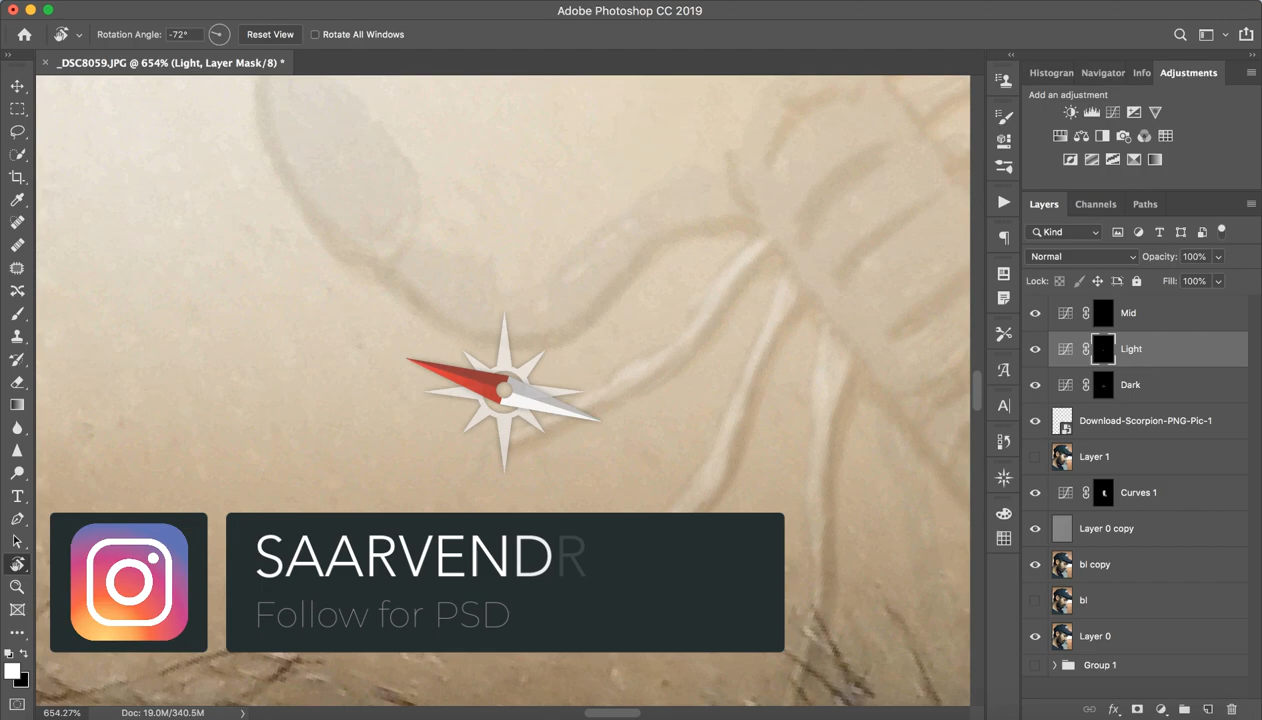 Adobe Photoshop CC 2019
Rotation Angle: -72° Reset View Rotate All Windows
_DSC8059.JPG @ 654% (Light, Layer Mask/8) *
Histogran Navigator Info Adjustments
Add an adjustment
Layers Channels Paths
Kind
Normal Opacity: 100%
Lock: Fill: 100%
Mid
Light
Dark
Download-Scorpion-PNG-Pic-1
Layer 1
Curves 1
Layer 0 copy
bl copy
bl
Layer 0
Group 1
SAARVENDR
Follow for PSD
654.27% Doc: 19.0M/340.5M